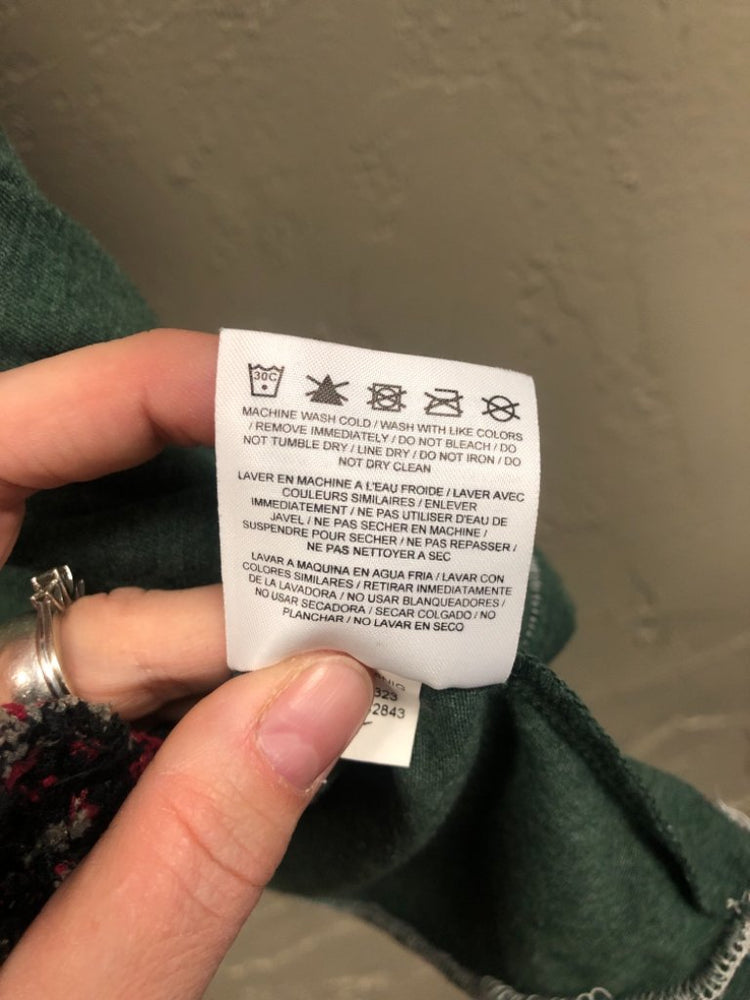 30C
MACHINE WASH COLD / WASH WITH LIKE COLORS
/ REMOVE IMMEDIATELY / DO NOT BLEACH / DO
NOT TUMBLE DRY / LINE DRY / DO NOT IRON / DO
NOT DRY CLEAN
LAVER EN MACHINE A L'EAU FROIDE / LAVER AVEC
COULEURS SIMILAIRES / ENLEVER
IMMEDIATEMENT / NE PAS UTILISER D'EAU DE
JAVEL / NE PAS SECHER EN MACHINE /
SUSPENDRE POUR SECHER / NE PAS REPASSER /
NE PAS NETTOYER A SEC
LAVAR A MAQUINA EN AGUA FRIA / LAVAR CON
COLORES SIMILARES / RETIRAR INMEDIATAMENTE
DE LA LAVADORA / NO USAR BLANQUEADORES /
NO USAR SECADORA / SECAR COLGADO / NO
PLANCHAR / NO LAVAR EN SECO
323
2843